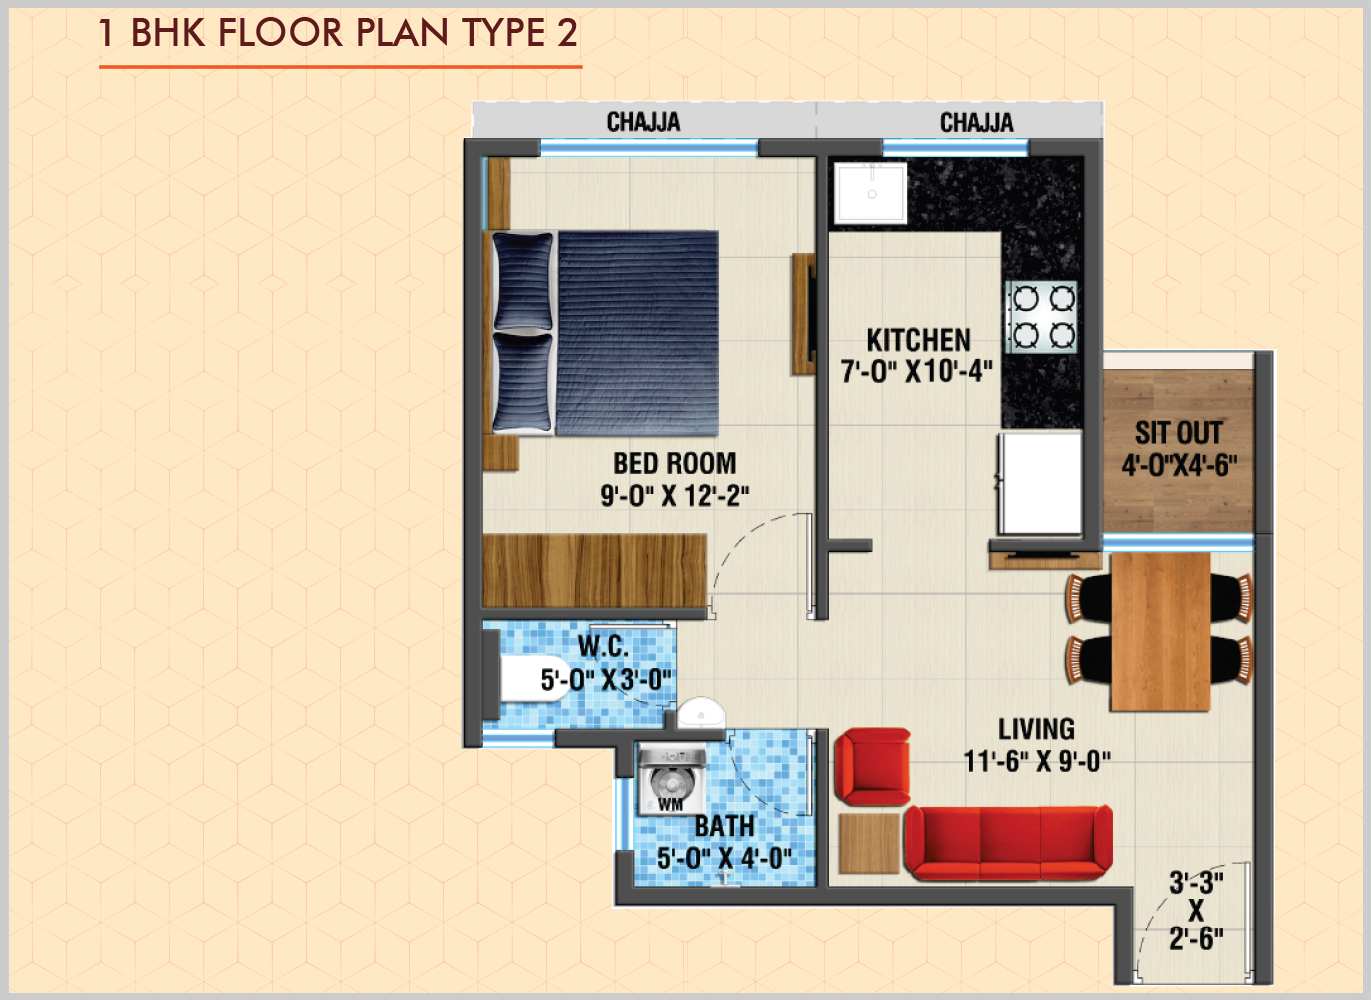 1 BHK FLOOR PLAN TYPE 2
CHAJJA
CHAJJA
KITCHEN
7'-0" X10'-4"
SIT OUT
4'-0"X4'-6"
BED ROOM
9'-0" X 12'-2"
W.C.
5'-0" X3'-0"
LIVING
11'-6" X 9'-0"
WM
BATH
5'-0" X 4'-0"
3'-3"
X
2'-6"